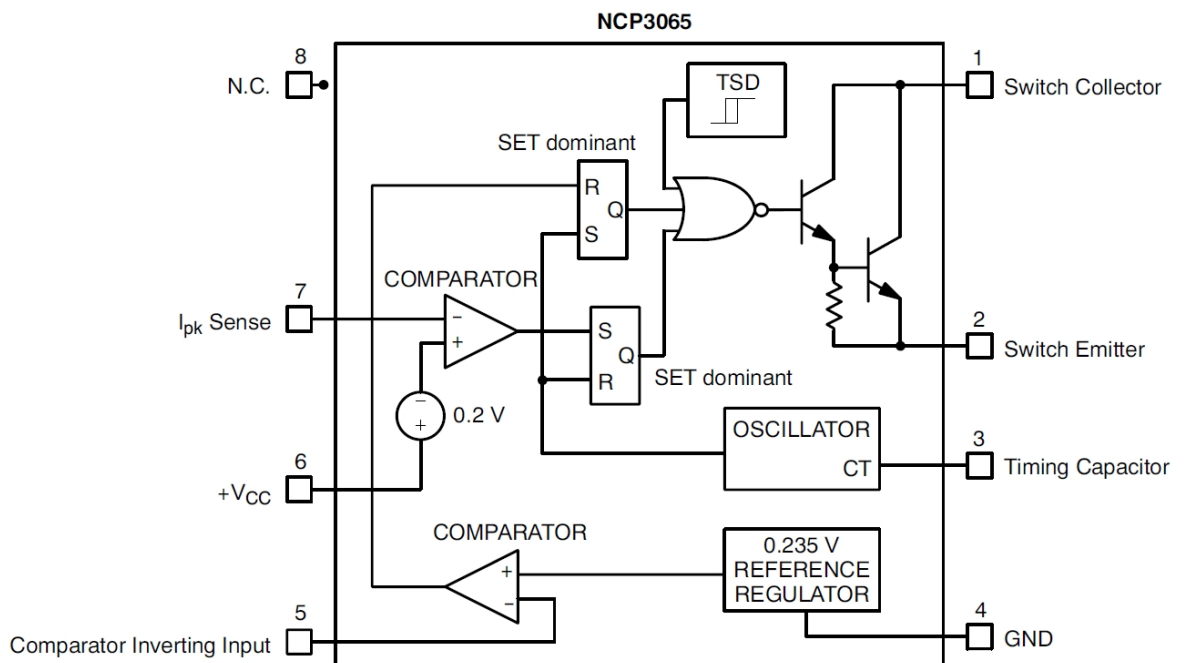 NCP3065
8
N.C.
1
Switch Collector
TSD
SET dominant
R
Q
S
COMPARATOR
7
Ipk Sense
−
+
S
Q
R
SET dominant
2
Switch Emitter
−
+
0.2 V
OSCILLATOR
CT
3
Timing Capacitor
6
+VCC
COMPARATOR
+
−
0.235 V
REFERENCE
REGULATOR
5
Comparator Inverting Input
4
GND